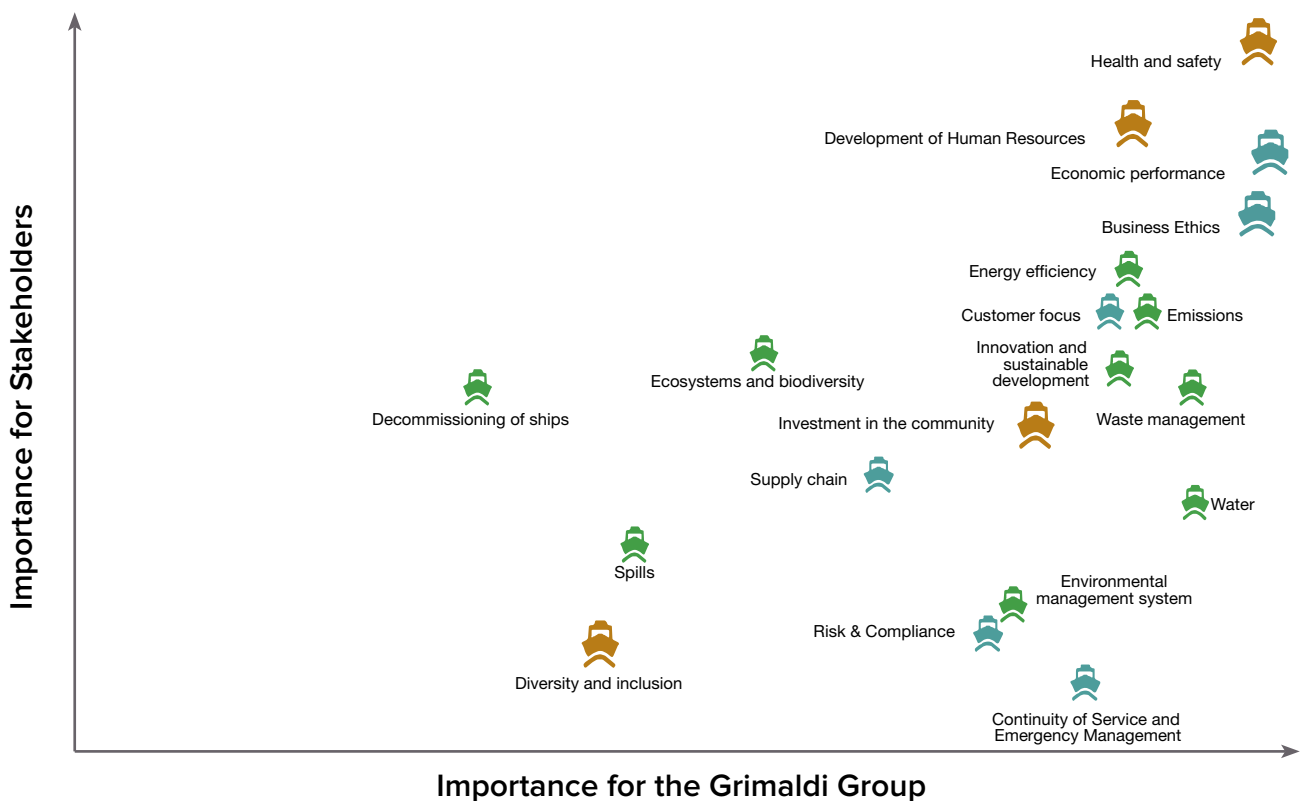 Health and safety
Development of Human Resources
Economic performance
Business Ethics
Energy efficiency
Customer focus
Emissions
Innovation and
sustainable
development
Ecosystems and biodiversity
Decommissioning of ships
Waste management
Investment in the community
Supply chain
Water
Spills
Environmental
management system
Risk & Compliance
Diversity and inclusion
Continuity of Service and
Emergency Management
Importance for Stakeholders
Importance for the Grimaldi Group